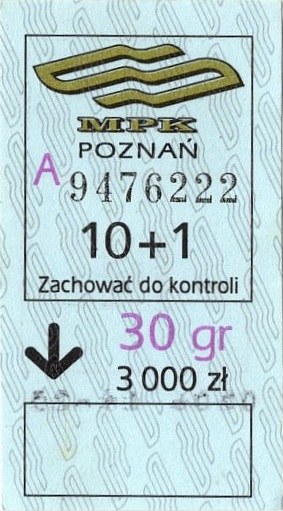 MPK
POZNAŃ
A 9476222
10+1
Zachować do kontroli
30 gr
3 000 zł